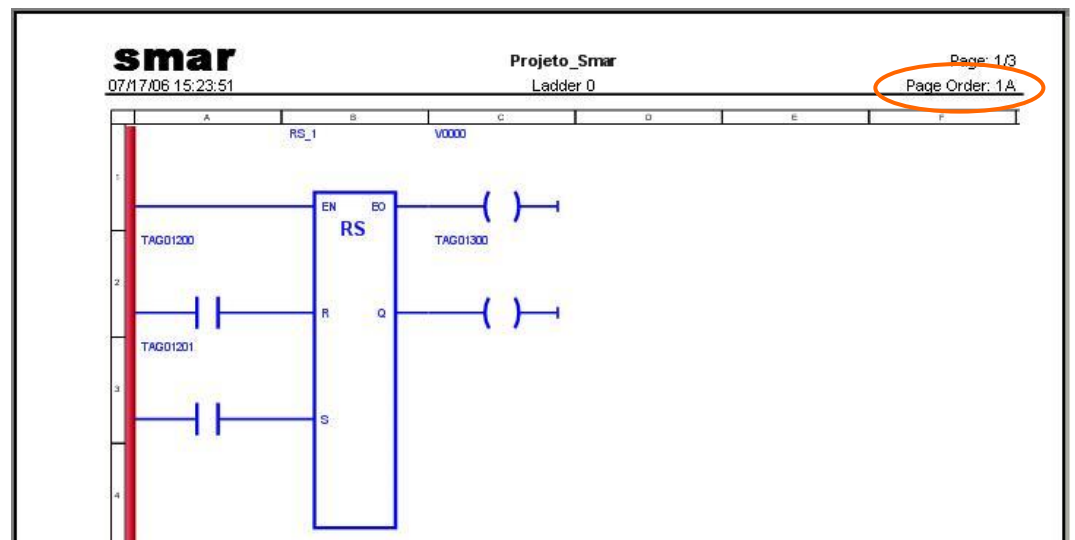 smar
Projeto_Smar
Page: 1/3
07/17/06 15:23:51
Ladder 0
Page Order: 1A
A B C D E F
RS_1 V0000
1
EN EO
RS
TAG01200 TAG01300
2
R Q
TAG01201
3
S
4